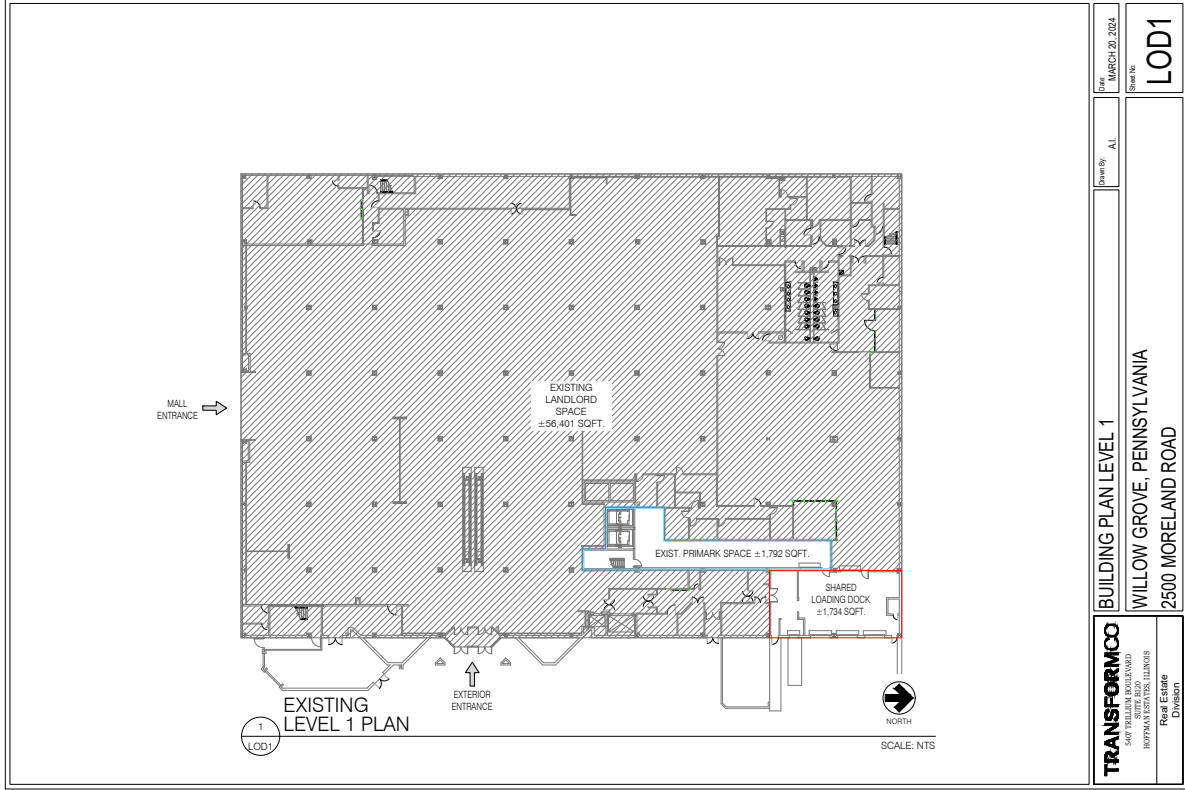 EXISTING
LANDLORD
SPACE
±56,401 SQFT.
MALL
ENTRANCE
EXIST. PRIMARK SPACE ±1,792 SQFT.
SHARED
LOADING DOCK
±1,734 SQFT.
EXTERIOR
ENTRANCE
NORTH
1
LOD1
EXISTING
LEVEL 1 PLAN
SCALE: NTS
Date:
MARCH 20, 2024
Sheet No:
LOD1
Drawn By:
A.I.
BUILDING PLAN LEVEL 1
WILLOW GROVE, PENNSYLVANIA
2500 MORELAND ROAD
TRANSFORMCO
5407 TRILLIUM BOULEVARD
SUITE B120
HOFFMAN ESTATES, ILLINOIS
Real Estate
Division